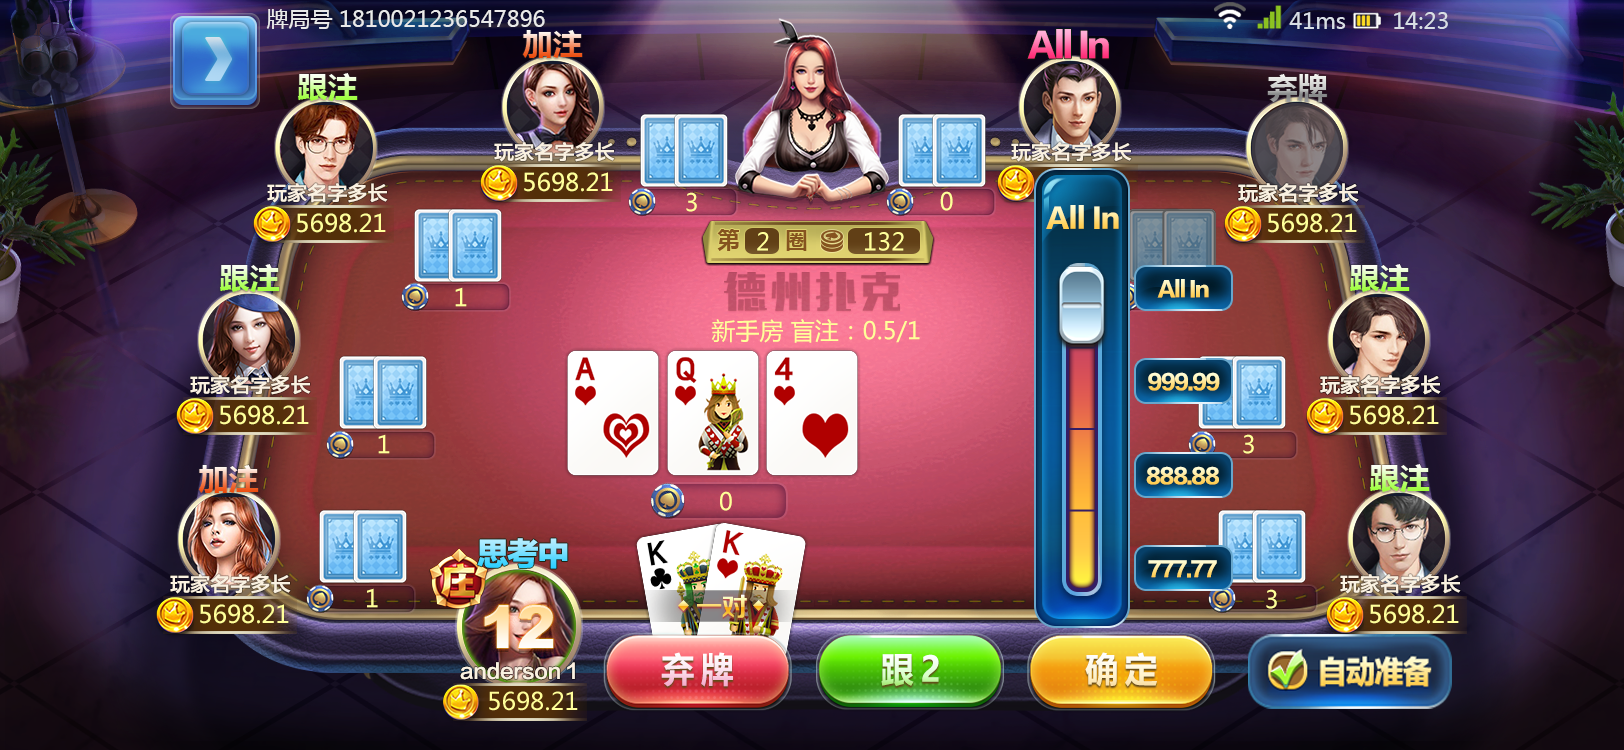 牌局号 1810021236547896
41ms
14:23
加注
玩家名字多长
5698.21
3
All In
玩家名字多长
0
跟注
玩家名字多长
5698.21
1
弃牌
玩家名字多长
5698.21
第 2 圈 132
德州扑克
新手房 盲注：0.5/1
All In
All In
999.99
888.88
777.77
跟注
玩家名字多长
5698.21
1
跟注
玩家名字多长
5698.21
3
A
Q
4
0
加注
玩家名字多长
5698.21
1
跟注
玩家名字多长
5698.21
3
思考中
庄
12
anderson 1
5698.21
K
K
一对
弃牌
跟2
确定
自动准备